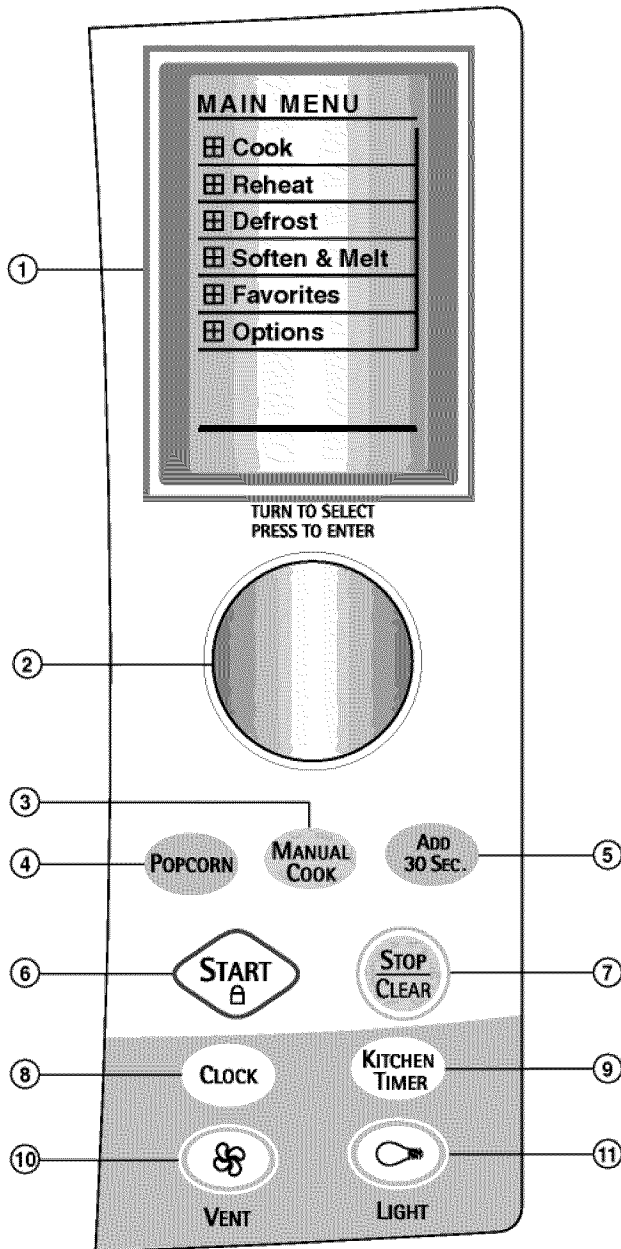 MAIN MENU
Cook
Reheat
Defrost
1
Soften & Melt
Favorites
Options
TURN TO SELECT
PRESS TO ENTER
2
3
4
POPCORN
MANUAL
COOK
ADD
30 SEC.
5
6
START
STOP
CLEAR
7
8
CLOCK
KITCHEN
TIMER
9
10
11
VENT
LIGHT